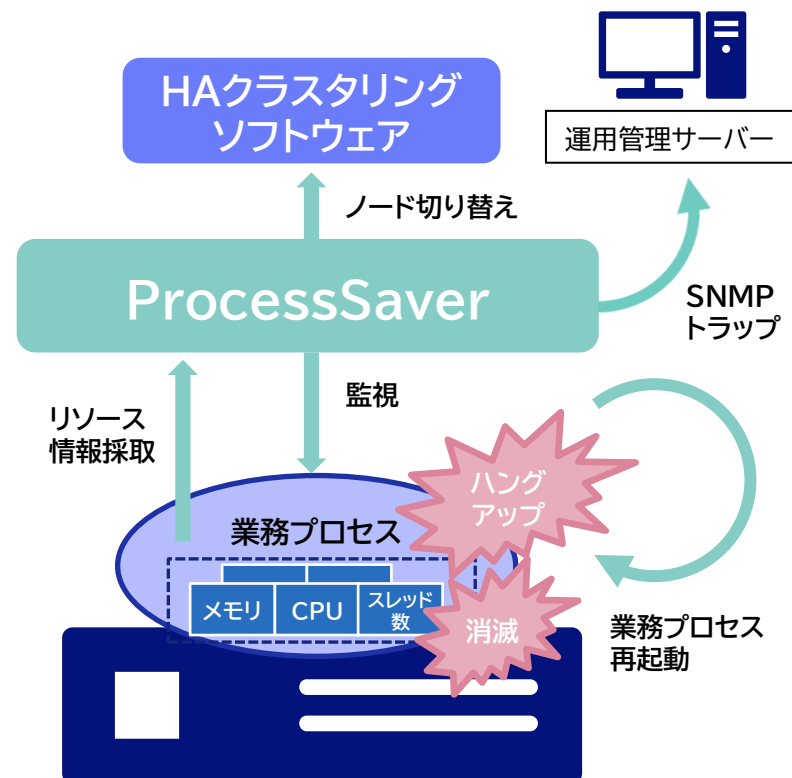 HAクラスタリング
ソフトウェア
運用管理サーバー
ノード切り替え
ProcessSaver
SNMP
トラップ
監視
リソース
情報採取
ハング
アップ
業務プロセス
メモリ
CPU
スレッド
数
消滅
業務プロセス
再起動